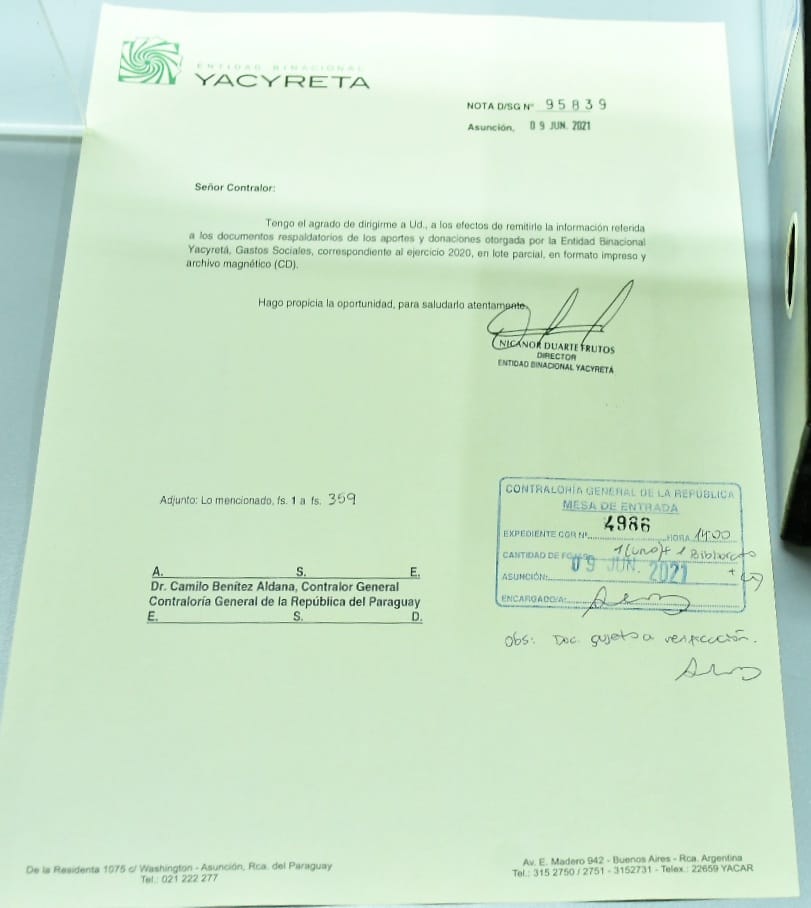 ENTIDAD BINACIONAL
YACYRETA
NOTA D/SG N° 95839
Asunción, 09 JUN. 2021
Señor Contralor:
Tengo el agrado de dirigirme a Ud., a los efectos de remitirle la información referida
a los documentos respaldatorios de los aportes y donaciones otorgada por la Entidad Binacional
Yacyretá, Gastos Sociales, correspondiente al ejercicio 2020, en lote parcial, en formato impreso y
archivo magnético (CD).
Hago propicia la oportunidad, para saludarlo atentamente.
NICANOR DUARTE FRUTOS
DIRECTOR
ENTIDAD BINACIONAL YACYRETÁ
Adjunto: Lo mencionado, fs. 1 a fs. 359
CONTRALORÍA GENERAL DE LA REPÚBLICA
MESA DE ENTRADA
EXPEDIENTE CGR N°. 4986 HORA 14:00
CANTIDAD DE FOJAS: 1 (uno) + 1 Bibliorato
ASUNCIÓN: 09 JUN. 2021
ENCARGADO/A:
A. S. E.
Dr. Camilo Benítez Aldana, Contralor General
Contraloría General de la República del Paraguay
E. S. D.
Obs: Doc. sujeto a verificación.
De la Residenta 1075 c/ Washington - Asunción, Rca. del Paraguay
Tel.: 021 222 277
Av. E. Madero 942 - Buenos Aires - Rca. Argentina
Tel.: 315 2750 / 2751 - 3152731 - Telex.: 22659 YACAR